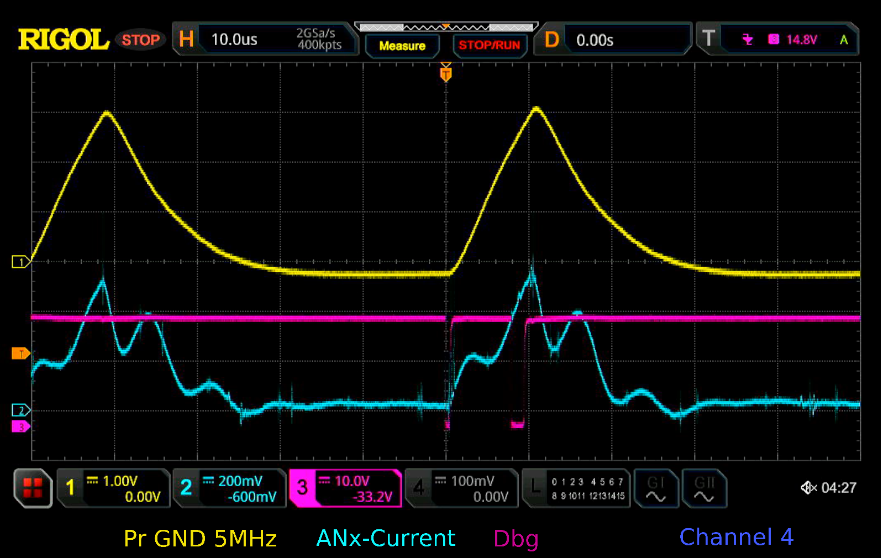 RIGOL STOP H 10.0us 2GSa/s 400kpts Measure STOP/RUN D 0.00s T 14.8V A
T
1
T
2
3
1 1.00V 0.00V 2 200mV -600mV 3 10.0V -33.2V 4 100mV 0.00V L 0 1 2 3 4 5 6 7 8 9 10 11 12 13 14 15 GI GII 04:27
Pr GND 5MHz ANx-Current Dbg Channel 4